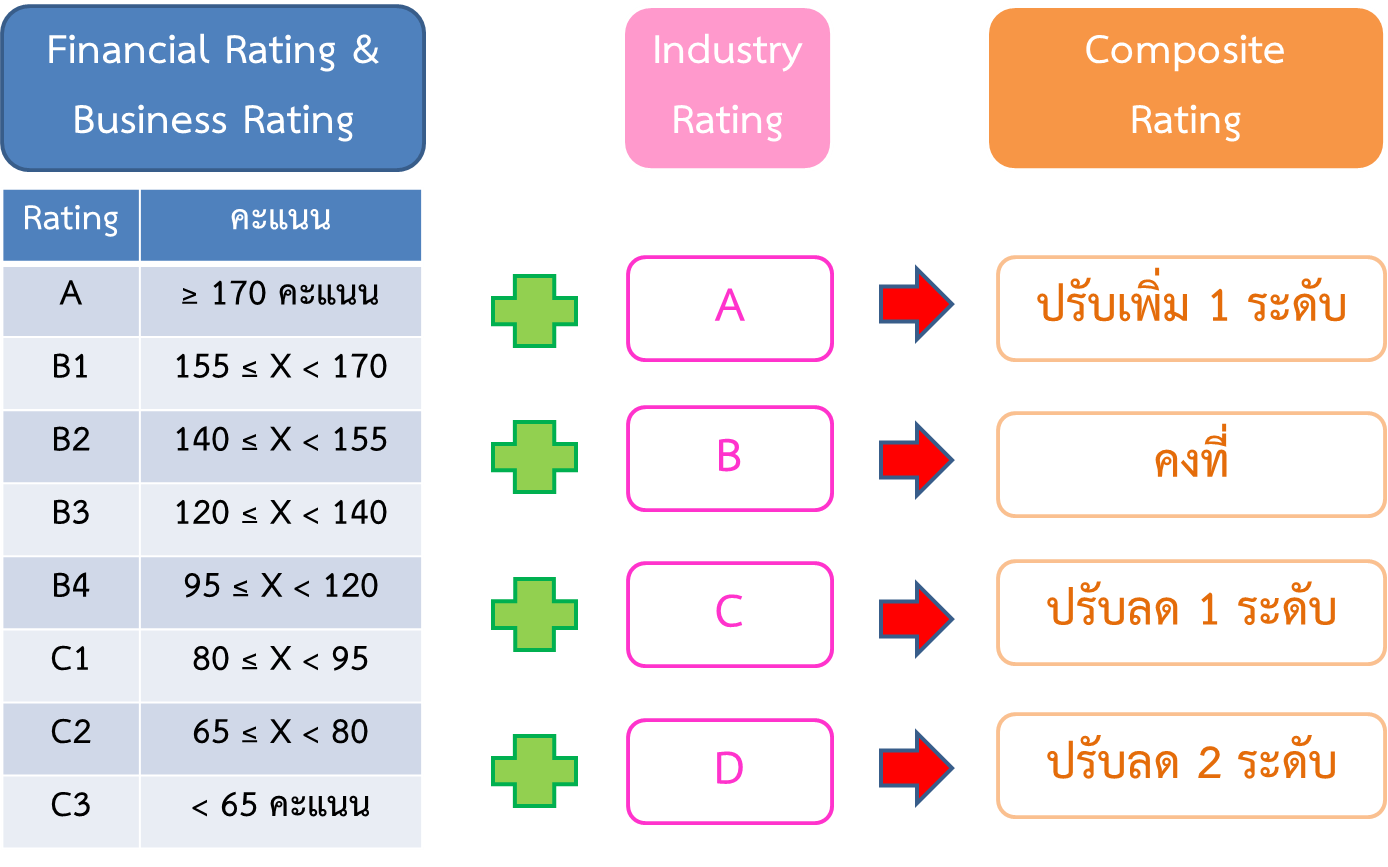 Financial Rating &
Business Rating
Industry
Rating
Composite
Rating
Rating คะแนน
A ≥ 170 คะแนน
B1 155 ≤ X < 170
B2 140 ≤ X < 155
B3 120 ≤ X < 140
B4 95 ≤ X < 120
C1 80 ≤ X < 95
C2 65 ≤ X < 80
C3 < 65 คะแนน
A ปรับเพิ่ม 1 ระดับ
B คงที่
C ปรับลด 1 ระดับ
D ปรับลด 2 ระดับ